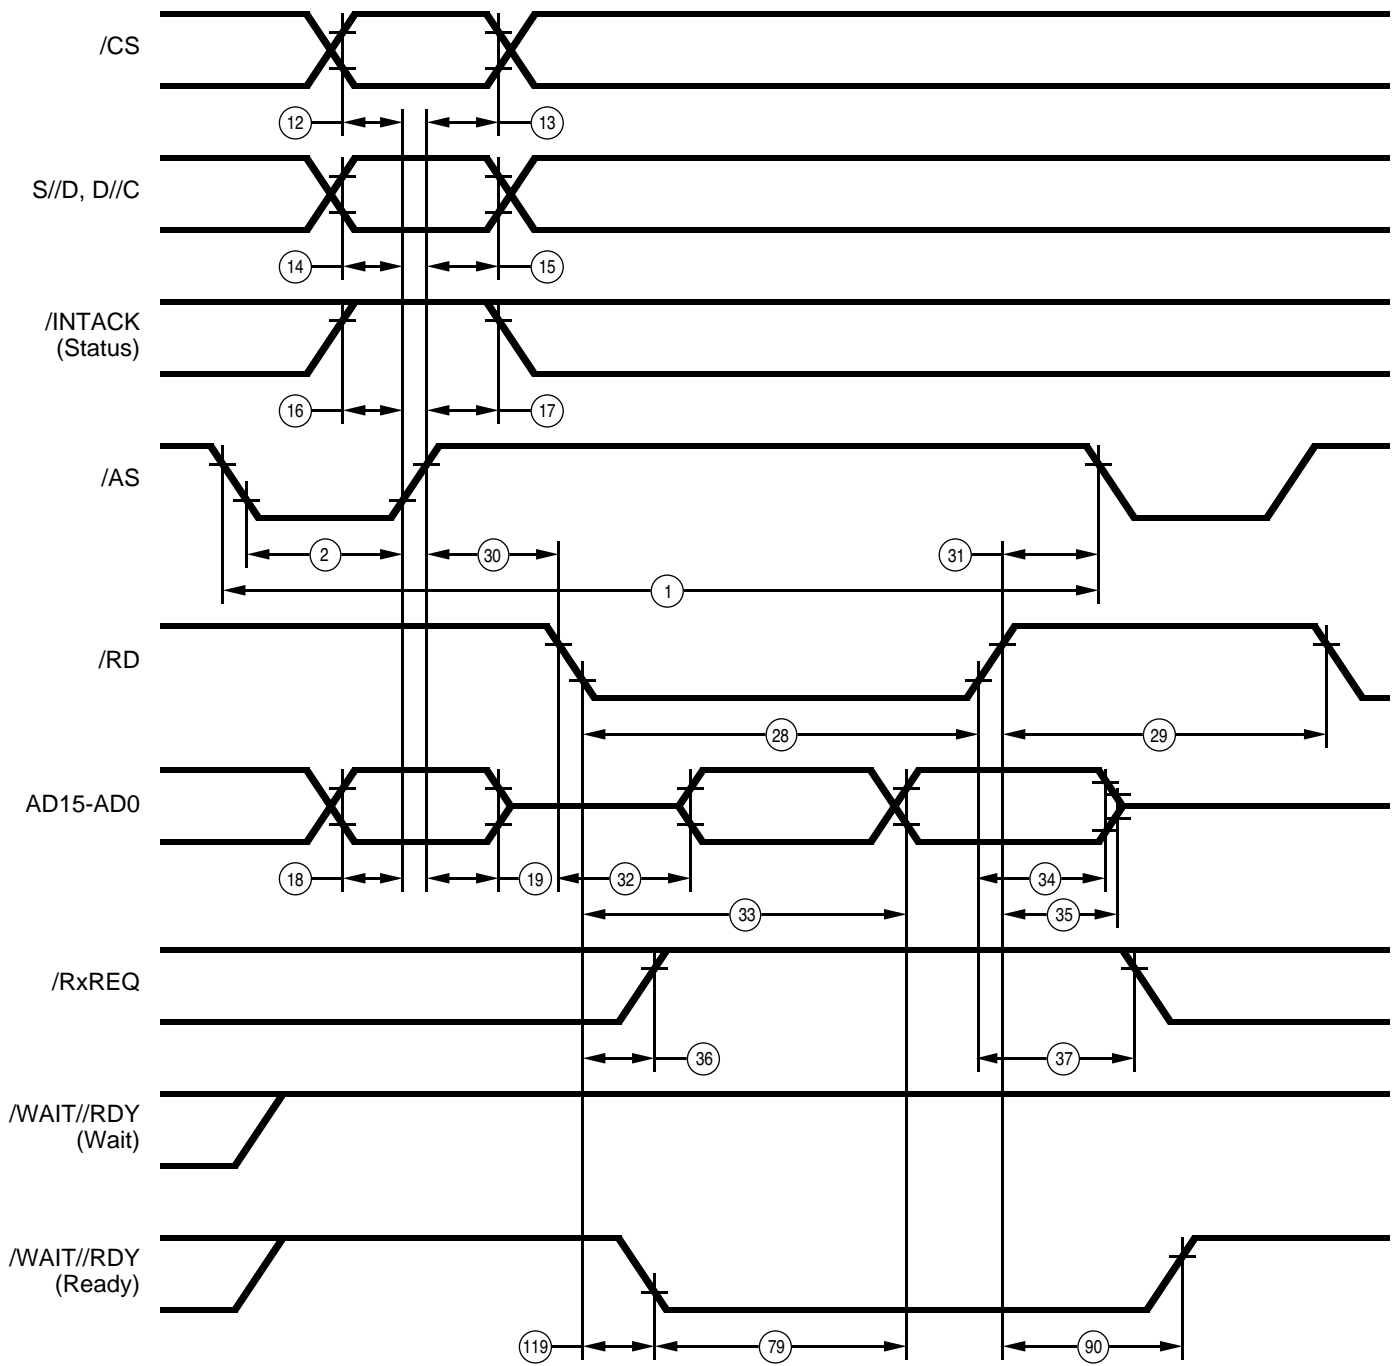 /CS
12
13
S//D, D//C
14
15
/INTACK
(Status)
16
17
/AS
2
30
31
1
/RD
28
29
AD15-AD0
18
19
32
34
33
35
/RxREQ
36
37
/WAIT//RDY
(Wait)
/WAIT//RDY
(Ready)
119
79
90